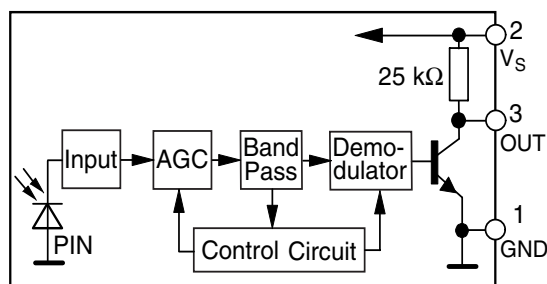 2
V_S
25 kΩ
3
OUT
Input
AGC
Band
Pass
Demo-
dulator
PIN
Control Circuit
1
GND